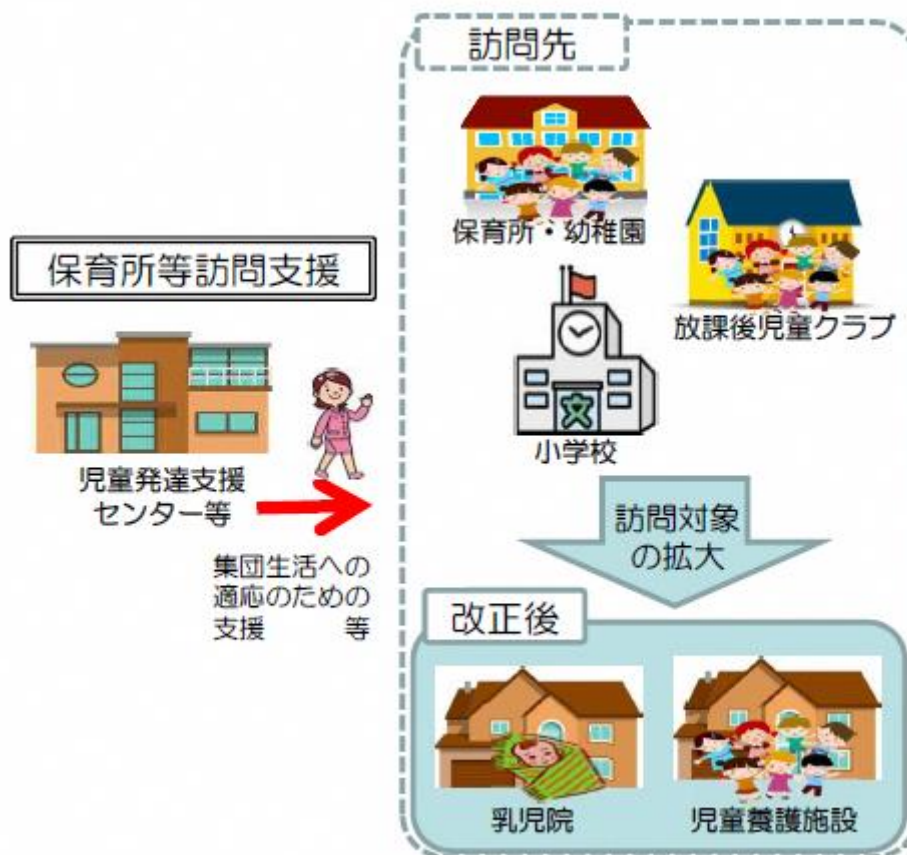 訪問先
保育所・幼稚園
放課後児童クラブ
小学校
保育所等訪問支援
児童発達支援
センター等
集団生活への
適応のための
支援　　　等
訪問対象
の拡大
改正後
乳児院
児童養護施設
文